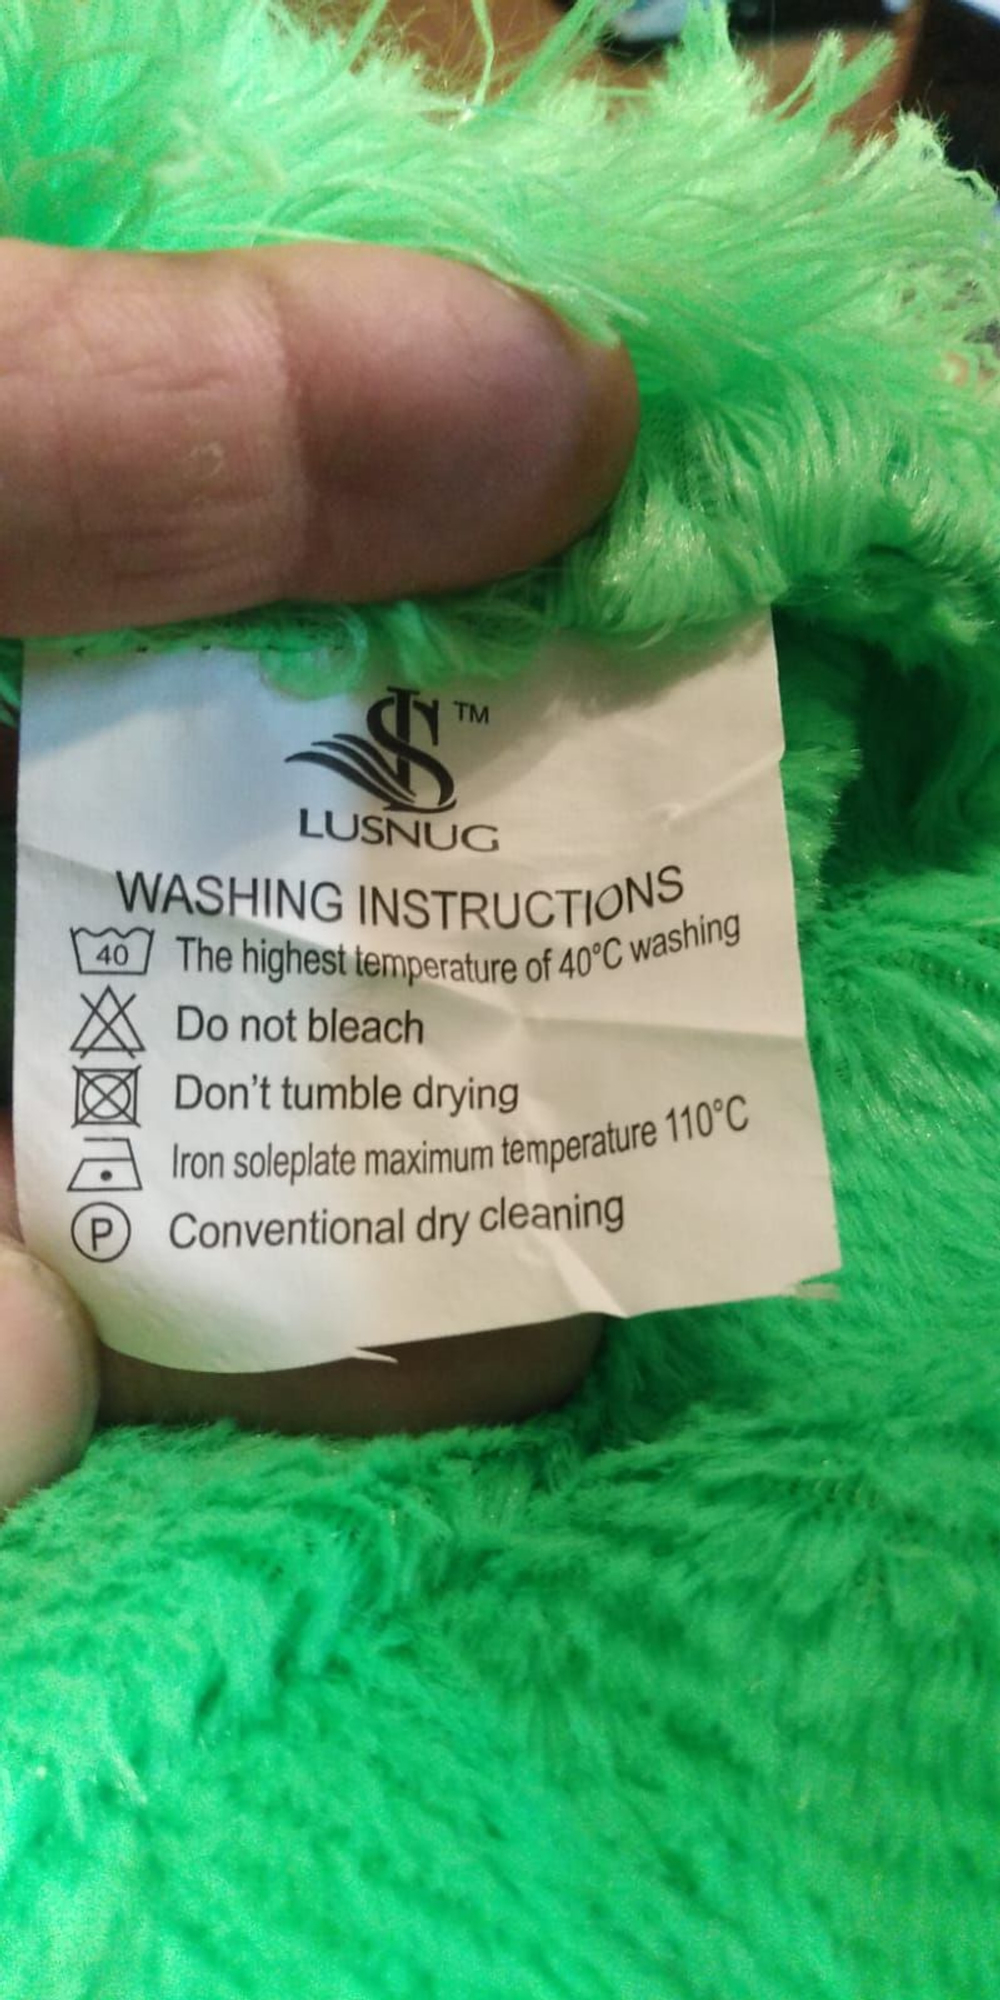 LS TM
LUSNUG
WASHING INSTRUCTIONS
40 The highest temperature of 40°C washing
Do not bleach
Don't tumble drying
Iron soleplate maximum temperature 110°C
P Conventional dry cleaning